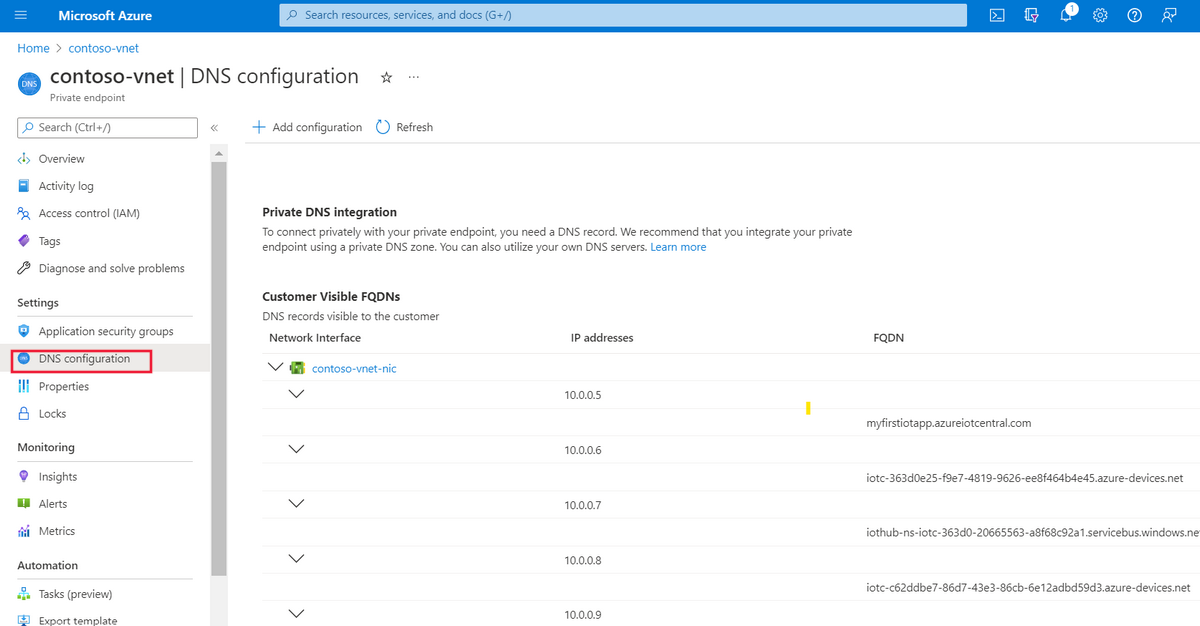 Microsoft Azure
Search resources, services, and docs (G+/)
1
Home > contoso-vnet
DNS
contoso-vnet | DNS configuration
Private endpoint
Search (Ctrl+/)
Add configuration
Refresh
Overview
Activity log
Access control (IAM)
Tags
Diagnose and solve problems
Settings
Application security groups
DNS configuration
Properties
Locks
Monitoring
Insights
Alerts
Metrics
Automation
Tasks (preview)
Export template
Private DNS integration
To connect privately with your private endpoint, you need a DNS record. We recommend that you integrate your private
endpoint using a private DNS zone. You can also utilize your own DNS servers. Learn more
Customer Visible FQDNs
DNS records visible to the customer
Network Interface IP addresses FQDN
contoso-vnet-nic
10.0.0.5
myfirstiotapp.azureiotcentral.com
10.0.0.6
iotc-363d0e25-f9e7-4819-9626-ee8f464b4e45.azure-devices.net
10.0.0.7
iothub-ns-iotc-363d0-20665563-a8f68c92a1.servicebus.windows.ne
10.0.0.8
iotc-c62ddbe7-86d7-43e3-86cb-6e12adbd59d3.azure-devices.net
10.0.0.9